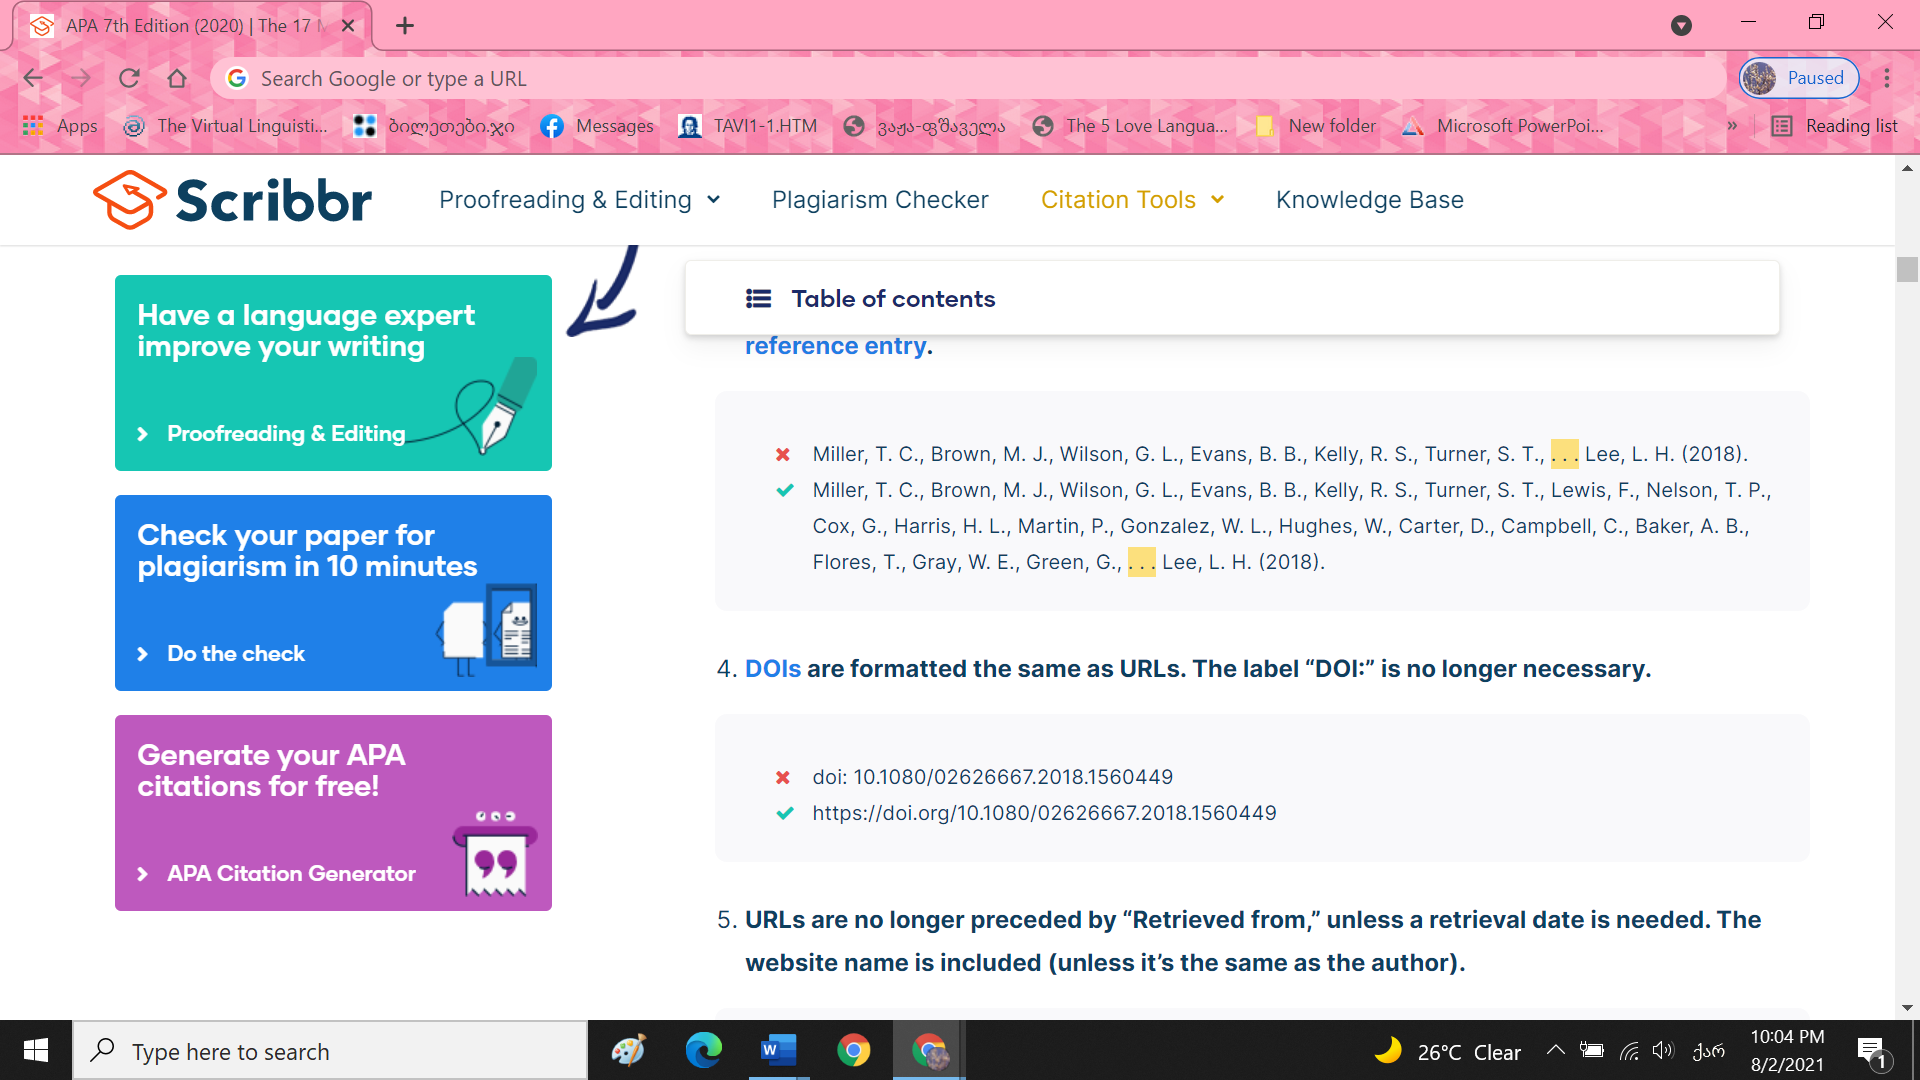 APA 7th Edition (2020) | The 17
Search Google or type a URL
Paused
Apps
The Virtual Linguisti...
ბილეთები.ჯი
Messages
TAVI1-1.HTM
ვაჟა-ფშაველა
The 5 Love Langua...
New folder
Microsoft PowerPoi...
»
Reading list
Scribbr
Proofreading & Editing
Plagiarism Checker
Citation Tools
Knowledge Base
Have a language expert
improve your writing
Proofreading & Editing
Check your paper for
plagiarism in 10 minutes
Do the check
Generate your APA
citations for free!
APA Citation Generator
Table of contents
reference entry.
Miller, T. C., Brown, M. J., Wilson, G. L., Evans, B. B., Kelly, R. S., Turner, S. T., . . . Lee, L. H. (2018).
Miller, T. C., Brown, M. J., Wilson, G. L., Evans, B. B., Kelly, R. S., Turner, S. T., Lewis, F., Nelson, T. P.,
Cox, G., Harris, H. L., Martin, P., Gonzalez, W. L., Hughes, W., Carter, D., Campbell, C., Baker, A. B.,
Flores, T., Gray, W. E., Green, G., . . . Lee, L. H. (2018).
4. DOIs are formatted the same as URLs. The label “DOI:” is no longer necessary.
doi: 10.1080/02626667.2018.1560449
https://doi.org/10.1080/02626667.2018.1560449
5. URLs are no longer preceded by “Retrieved from,” unless a retrieval date is needed. The
website name is included (unless it’s the same as the author).
Type here to search
26°C Clear
ქარ
10:04 PM
8/2/2021
1